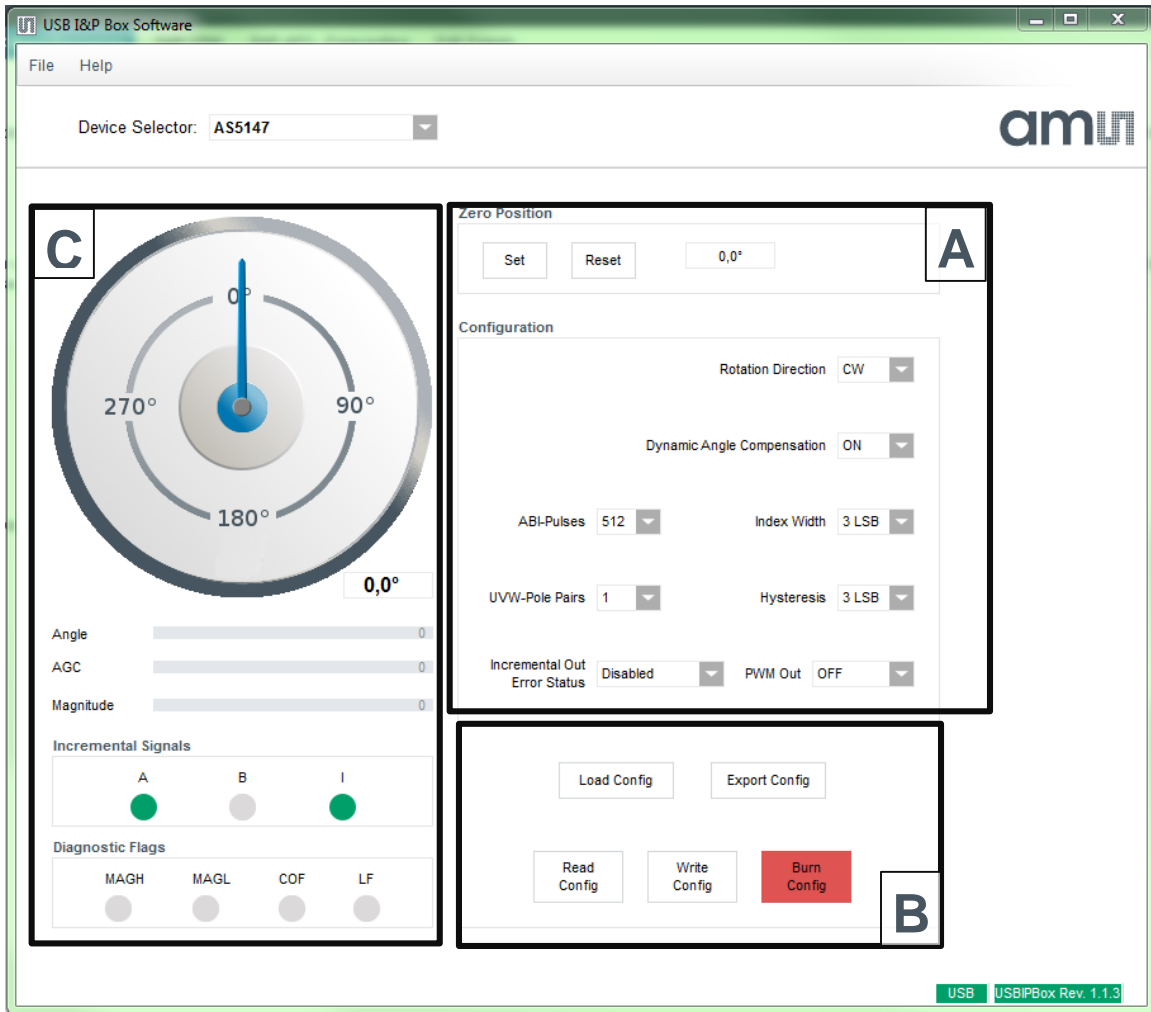 USB I&P Box Software
File Help
Device Selector: AS5147
am
C
0°
270°
90°
180°
0,0°
Angle 0
AGC 0
Magnitude 0
Incremental Signals
A B I
Diagnostic Flags
MAGH MAGL COF LF
Zero Position
A
Set Reset 0,0°
Configuration
Rotation Direction CW
Dynamic Angle Compensation ON
ABI-Pulses 512 Index Width 3 LSB
UVW-Pole Pairs 1 Hysteresis 3 LSB
Incremental Out
Error Status Disabled PWM Out OFF
Load Config Export Config
Read
Config
Write
Config
Burn
Config
B
USB USBIPBox Rev. 1.1.3